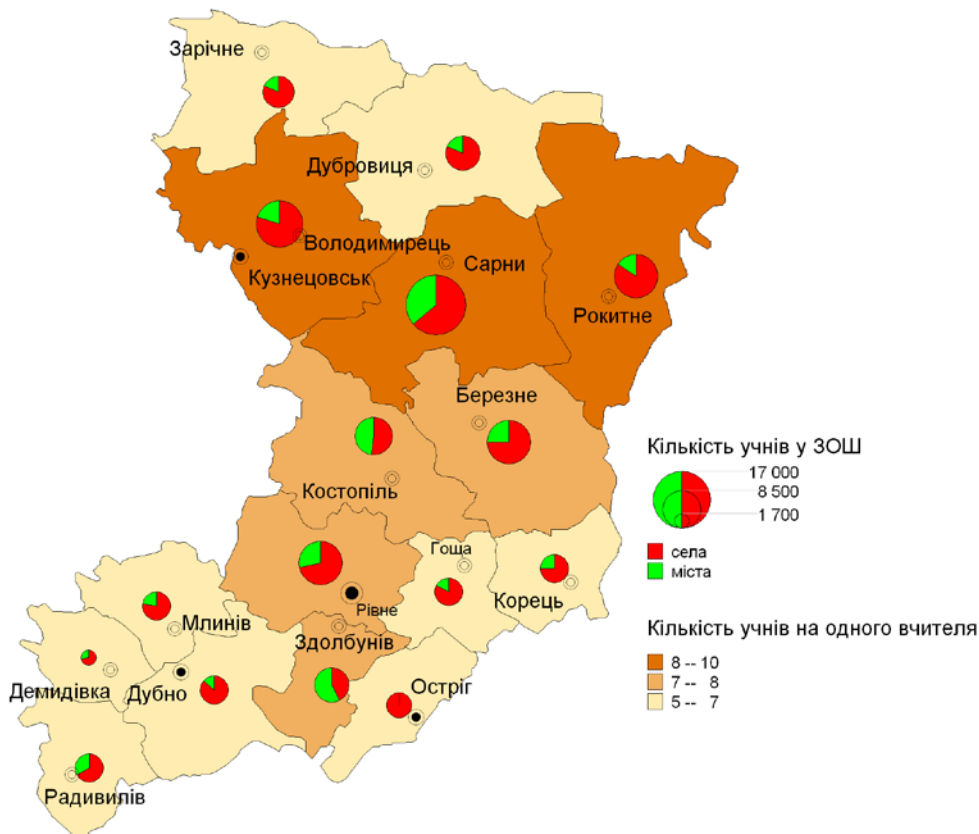 Зарічне
Дубровиця
Володимирець
Кузнецовськ
Сарни
Рокитне
Березне
Костопіль
Гоща
Корець
Рівне
Млинів
Здолбунів
Демидівка
Дубно
Остріг
Радивилів
Кількість учнів у ЗОШ
17 000
8 500
1 700
села
міста
Кількість учнів на одного вчителя
8 -- 10
7 -- 8
5 -- 7